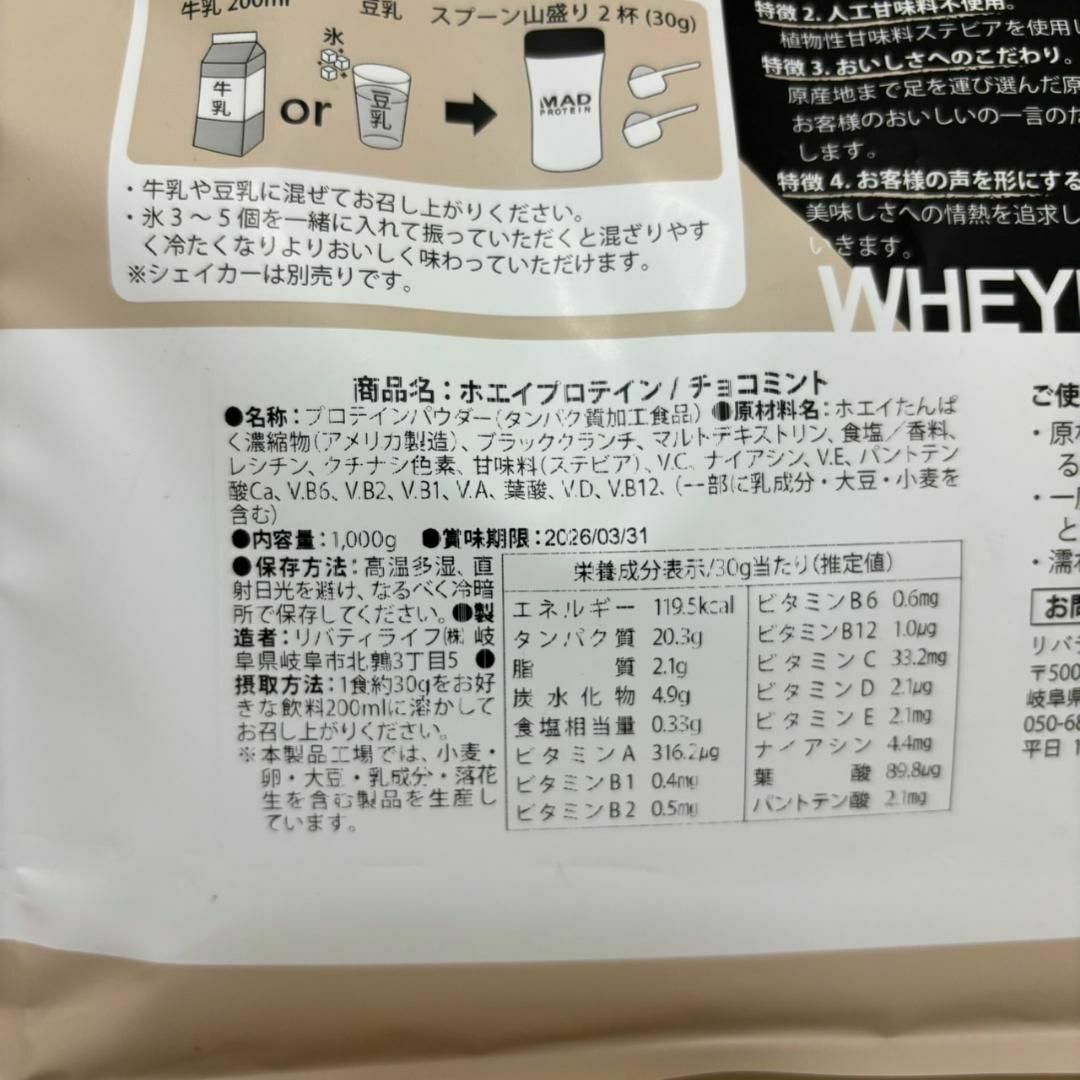 牛乳 200ml
豆乳
スプーン山盛り 2 杯 (30g)
氷
牛乳
or
豆乳
MAD
PROTEIN
・牛乳や豆乳に混ぜてお召し上がりください。
・氷 3 ～ 5 個を一緒に入れて振っていただくと混ざりやす
く冷たくなりよりおいしく味わっていただけます。
※シェイカーは別売りです。
特徴 2. 人工甘味料不使用。
植物性甘味料ステビアを使用し
特徴 3. おいしさへのこだわり。
原産地まで足を運び選んだ原
お客様のおいしいの一言のた
します。
特徴 4. お客様の声を形にする
美味しさへの情熱を追求し
いきます。
WHEY
商品名：ホエイプロテイン / チョコミント
●名称：プロテインパウダー(タンパク質加工食品) ●原材料名：ホエイたんぱ
く濃縮物(アメリカ製造)、ブラッククランチ、マルトデキストリン、食塩／香料、
レシチン、クチナシ色素、甘味料(ステビア)、V.C、ナイアシン、V.E、パントテン
酸Ca、V.B6、V.B2、V.B1、V.A、葉酸、V.D、V.B12、(一部に乳成分・大豆・小麦を
含む)
●内容量：1,000g ●賞味期限：2026/03/31
●保存方法：高温多湿、直
射日光を避け、なるべく冷暗
所で保存してください。●製
造者：リバティライフ㈱ 岐
阜県岐阜市北鶉3丁目5 ●
摂取方法：1食約30gをお好
きな飲料200mlに溶かして
お召し上がりください。
※本製品工場では、小麦・
卵・大豆・乳成分・落花
生を含む製品を生産し
ています。
栄養成分表示/30g当たり(推定値)
エネルギー 119.5kcal
タンパク質 20.3g
脂質 2.1g
炭水化物 4.9g
食塩相当量 0.33g
ビタミンA 316.2μg
ビタミンB1 0.4mg
ビタミンB2 0.5mg
ビタミンB6 0.6mg
ビタミンB12 1.0μg
ビタミンC 33.2mg
ビタミンD 2.1μg
ビタミンE 2.1mg
ナイアシン 4.4mg
葉酸 89.8μg
パントテン酸 2.1mg
ご使
・原
る
・一
と
・濡
お問
リバ
〒500
岐阜県
050-68
平日 1